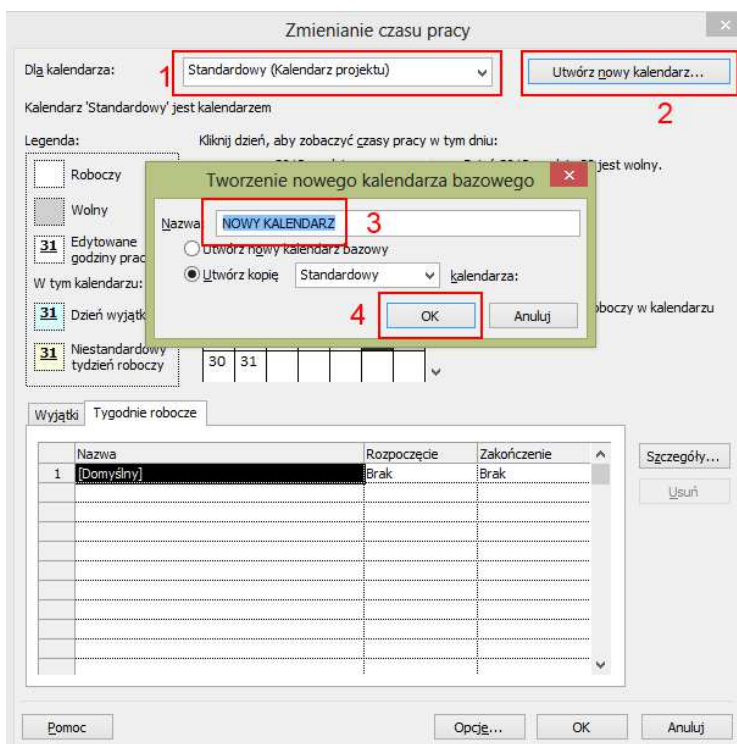 Zmienianie czasu pracy
Dla kalendarza: 1 Standardowy (Kalendarz projektu) Utwórz nowy kalendarz...
2
Kalendarz 'Standardowy' jest kalendarzem
Legenda: Kliknij dzień, aby zobaczyć czasy pracy w tym dniu:
Roboczy jest wolny.
Tworzenie nowego kalendarza bazowego
Wolny
Nazwa: NOWY KALENDARZ 3
31 Edytowane
godziny prac
Utwórz nowy kalendarz bazowy
W tym kalendarzu:
Utwórz kopię Standardowy kalendarza:
31 Dzień wyjątk
4 OK Anuluj
boczy w kalendarzu
31 Niestandardowy
tydzień roboczy
30 31
Wyjątki Tygodnie robocze
Nazwa Rozpoczęcie Zakończenie
1 [Domyślny] Brak Brak
Szczegóły...
Usuń
Pomoc Opcje... OK Anuluj